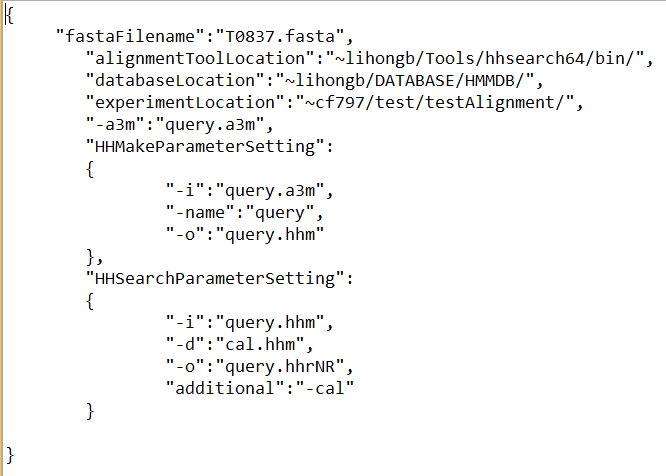 {
"fastaFilename":"T0837.fasta",
"alignmentToolLocation":"~lihongb/Tools/hhsearch64/bin/",
"databaseLocation":"~lihongb/DATABASE/HMMDB/",
"experimentLocation":"~cf797/test/testAlignment/",
"-a3m":"query.a3m",
"HHMakeParameterSetting":
{
"-i":"query.a3m",
"-name":"query",
"-o":"query.hhm"
},
"HHSearchParameterSetting":
{
"-i":"query.hhm",
"-d":"cal.hhm",
"-o":"query.hhrNR",
"additional":"-cal"
}
}